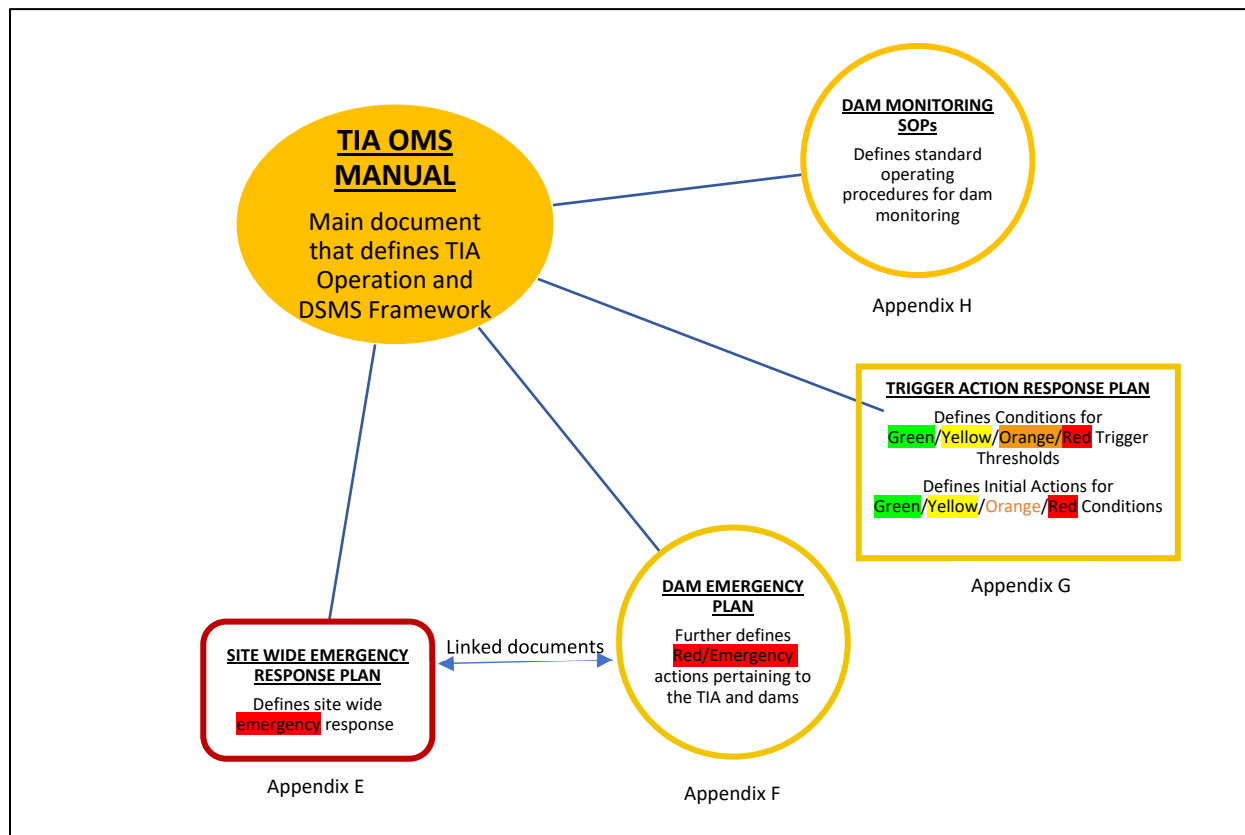 TIA OMS
MANUAL
Main document
that defines TIA
Operation and
DSMS Framework
DAM MONITORING
SOPs
Defines standard
operating
procedures for dam
monitoring
Appendix H
TRIGGER ACTION RESPONSE PLAN
Defines Conditions for
Green/Yellow/Orange/Red Trigger
Thresholds
Defines Initial Actions for
Green/Yellow/Orange/Red Conditions
Appendix G
DAM EMERGENCY
PLAN
Further defines
Red/Emergency
actions pertaining to
the TIA and dams
Appendix F
Linked documents
SITE WIDE EMERGENCY
RESPONSE PLAN
Defines site wide
emergency response
Appendix E